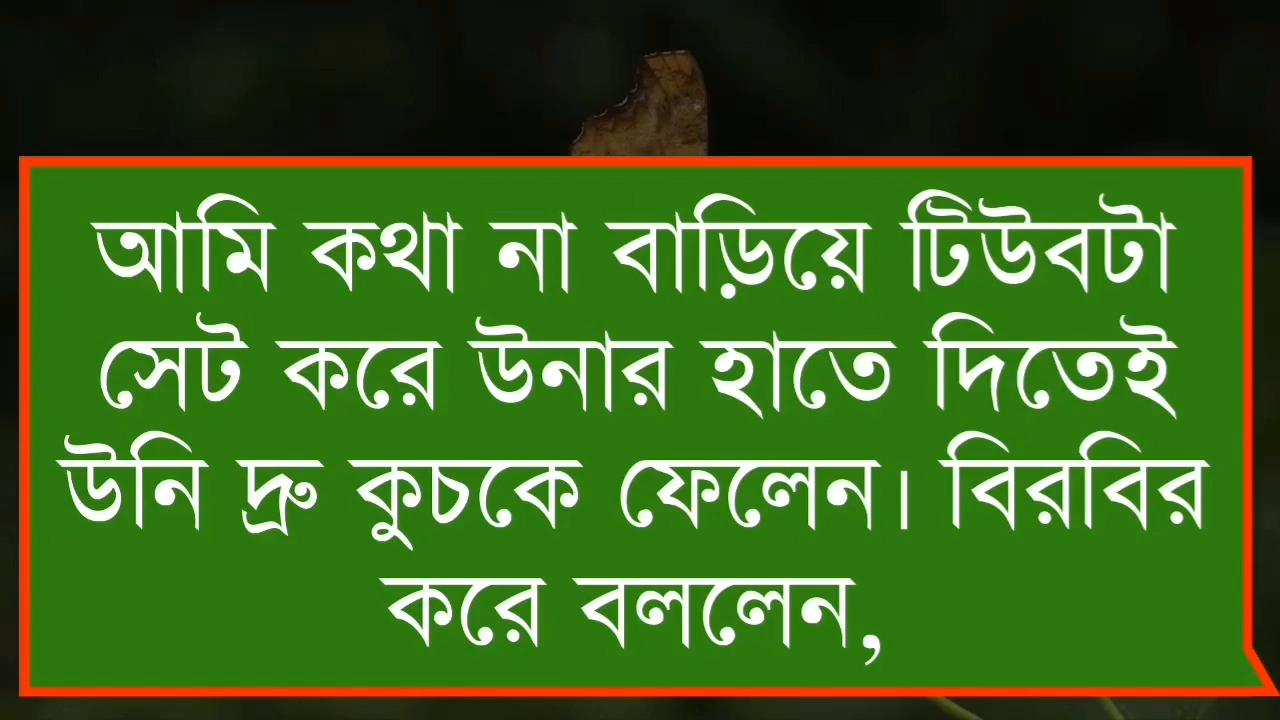 আমি কথা না বাড়িয়ে টিউবটা
সেট করে উনার হাতে দিতেই
উনি দ্রু কুচকে ফেলেন। বিরবির
করে বললেন,